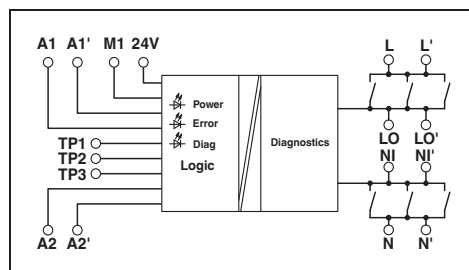 A1 A1' M1 24V L L'
Power
Error
TP1 Diag LO LO'
TP2 Logic Diagnostics NI NI'
TP3
A2 A2' N N'